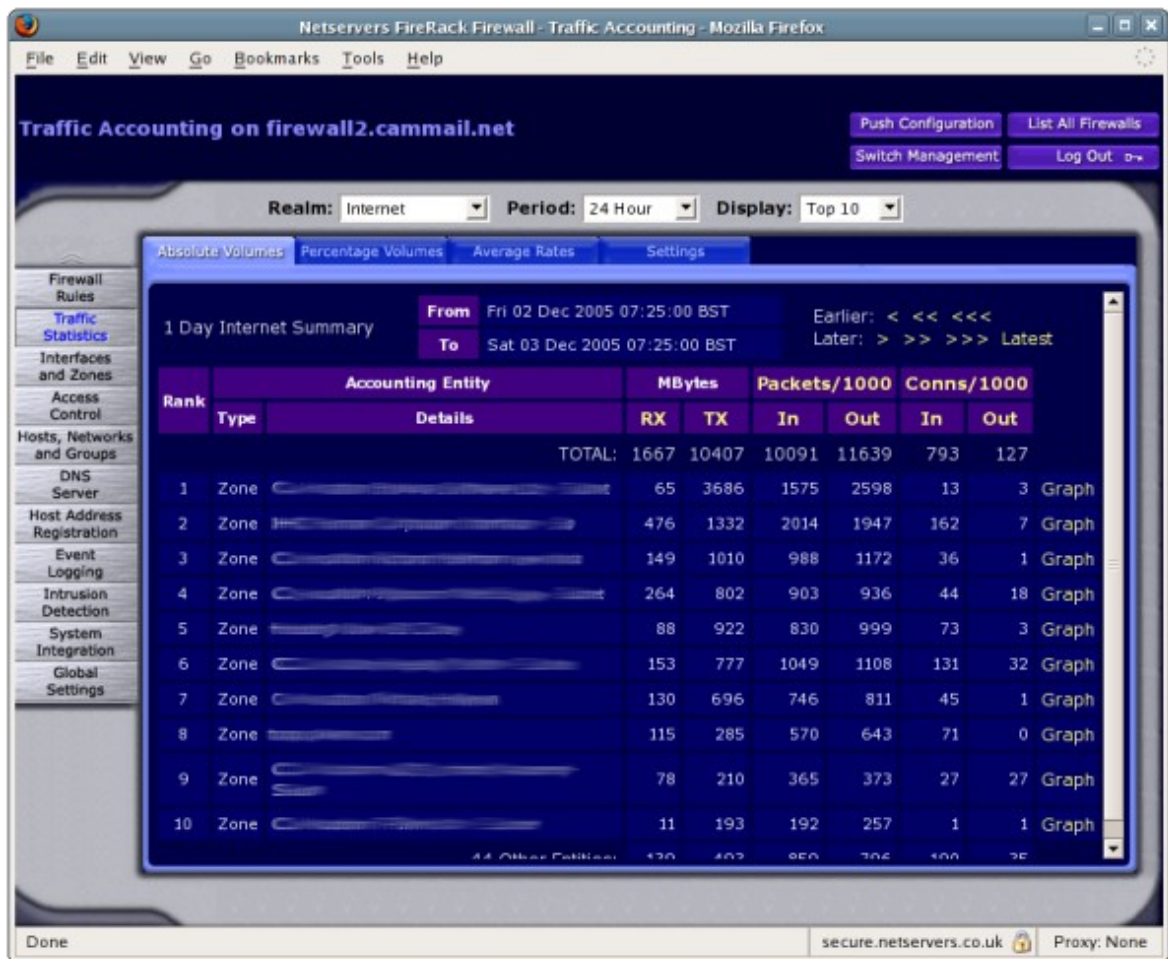 Netservers FireRack Firewall - Traffic Accounting - Mozilla Firefox
File Edit View Go Bookmarks Tools Help
Traffic Accounting on firewall2.cammail.net
Push Configuration List All Firewalls
Switch Management Log Out
Realm: Internet Period: 24 Hour Display: Top 10
Absolute Volumes Percentage Volumes Average Rates Settings
Firewall Rules
Traffic Statistics
Interfaces and Zones
Access Control
Hosts, Networks and Groups
DNS Server
Host Address Registration
Event Logging
Intrusion Detection
System Integration
Global Settings
1 Day Internet Summary
From Fri 02 Dec 2005 07:25:00 BST
To Sat 03 Dec 2005 07:25:00 BST
Earlier: < << <<<
Later: > >> >>> Latest
Rank Accounting Entity MBytes Packets/1000 Conns/1000
Type Details RX TX In Out In Out
TOTAL: 1667 10407 10091 11639 793 127
1 Zone 65 3686 1575 2598 13 3 Graph
2 Zone 476 1332 2014 1947 162 7 Graph
3 Zone 149 1010 988 1172 36 1 Graph
4 Zone 264 802 903 936 44 18 Graph
5 Zone 88 922 830 999 73 3 Graph
6 Zone 153 777 1049 1108 131 32 Graph
7 Zone 130 696 746 811 45 1 Graph
8 Zone 115 285 570 643 71 0 Graph
9 Zone 78 210 365 373 27 27 Graph
10 Zone 11 193 192 257 1 1 Graph
44 Other Entities:
Done secure.netservers.co.uk Proxy: None